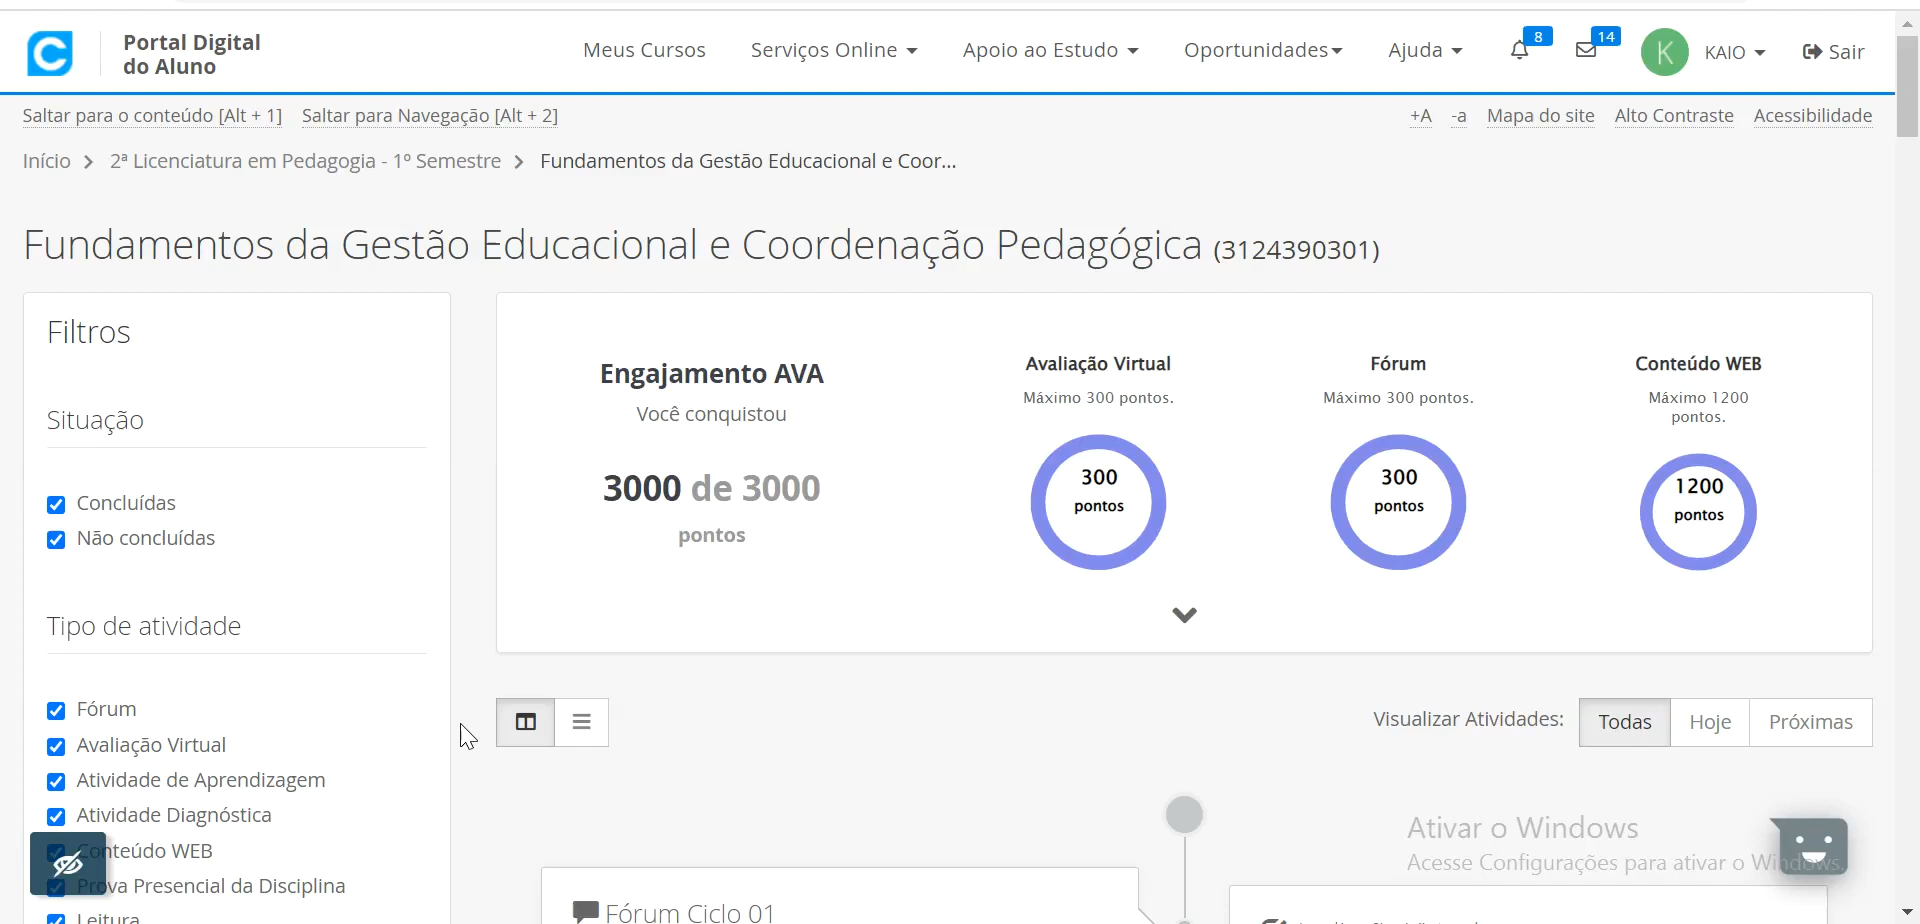 Portal Digital
do Aluno
Meus Cursos
Serviços Online
Apoio ao Estudo
Oportunidades
Ajuda
8
14
K
KAIO
Sair
Saltar para o conteúdo [Alt + 1]
Saltar para Navegação [Alt + 2]
+A
-a
Mapa do site
Alto Contraste
Acessibilidade
Início
2ª Licenciatura em Pedagogia - 1º Semestre
Fundamentos da Gestão Educacional e Coor...
Fundamentos da Gestão Educacional e Coordenação Pedagógica (3124390301)
Filtros
Situação
Concluídas
Não concluídas
Tipo de atividade
Fórum
Avaliação Virtual
Atividade de Aprendizagem
Atividade Diagnóstica
Conteúdo WEB
Prova Presencial da Disciplina
Leitura
Engajamento AVA
Você conquistou
3000 de 3000
pontos
Avaliação Virtual
Máximo 300 pontos.
300
pontos
Fórum
Máximo 300 pontos.
300
pontos
Conteúdo WEB
Máximo 1200
pontos.
1200
pontos
Visualizar Atividades:
Todas
Hoje
Próximas
Fórum Ciclo 01
Ativar o Windows
Acesse Configurações para ativar o Windows.